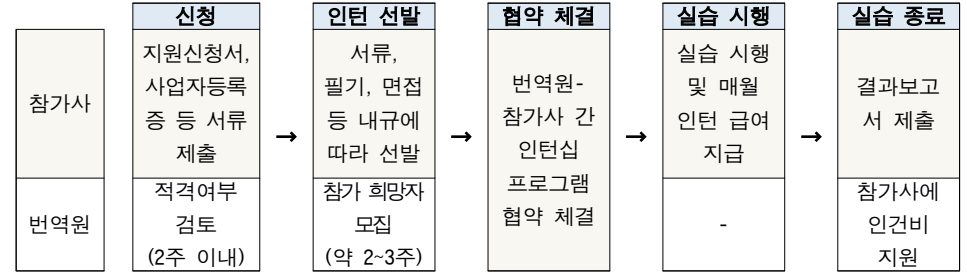 신청
인턴 선발
협약 체결
실습 시행
실습 종료
참가사
지원신청서,
사업자등록
증 등 서류
제출
→
서류,
필기, 면접
등 내규에
따라 선발
→
번역원-
참가사 간
인턴십
프로그램
협약 체결
→
실습 시행
및 매월
인턴 급여
지급
→
결과보고
서 제출
번역원
적격여부
검토
(2주 이내)
참가 희망자
모집
(약 2~3주)
-
참가사에
인건비
지원